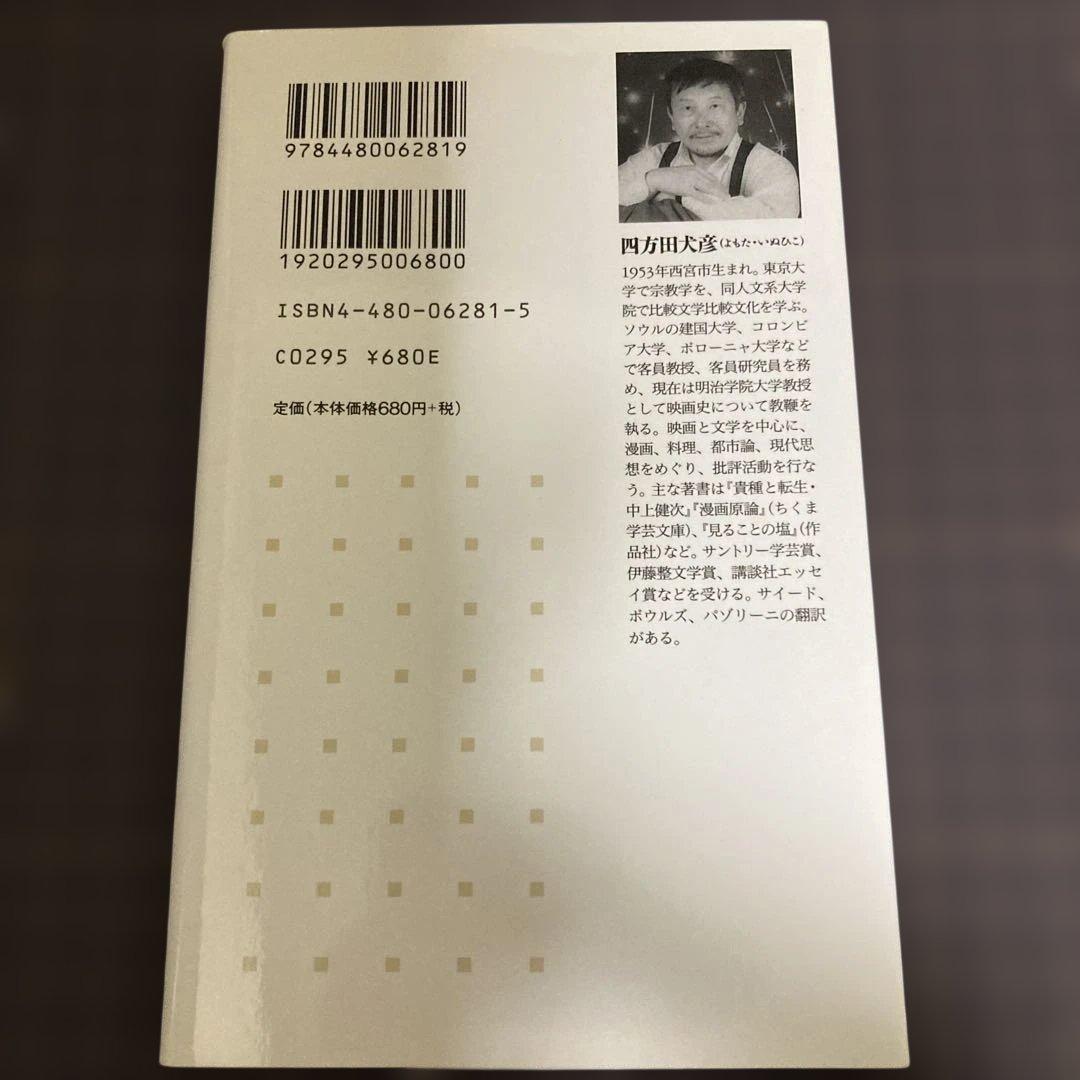 9784480062819
1920295006800
ISBN4-480-06281-5
C0295 ¥680E
定価(本体価格680円+税)
四方田犬彦(よもた・いぬひこ)
1953年西宮市生まれ。東京大
学で宗教学を、同人文系大学
院で比較文学比較文化を学ぶ。
ソウルの建国大学、コロンビ
ア大学、ボローニャ大学など
で客員教授、客員研究員を務
め、現在は明治学院大学教授
として映画史について教鞭を
執る。映画と文学を中心に、
漫画、料理、都市論、現代思
想をめぐり、批評活動を行な
う。主な著書は『貴種と転生・
中上健次』『漫画原論』(ちくま
学芸文庫)、『見ることの塩』(作
品社)など。サントリー学芸賞、
伊藤整文学賞、講談社エッセ
イ賞などを受ける。サイード、
ボウルズ、パゾリーニの翻訳
がある。